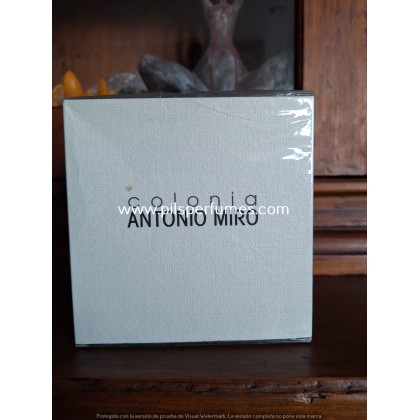 colonia
www.pilsperfumes.com
ANTONIO MIRO
Protegido con la versión de prueba de Visual Watermark. La versión completa no pone esta marca.